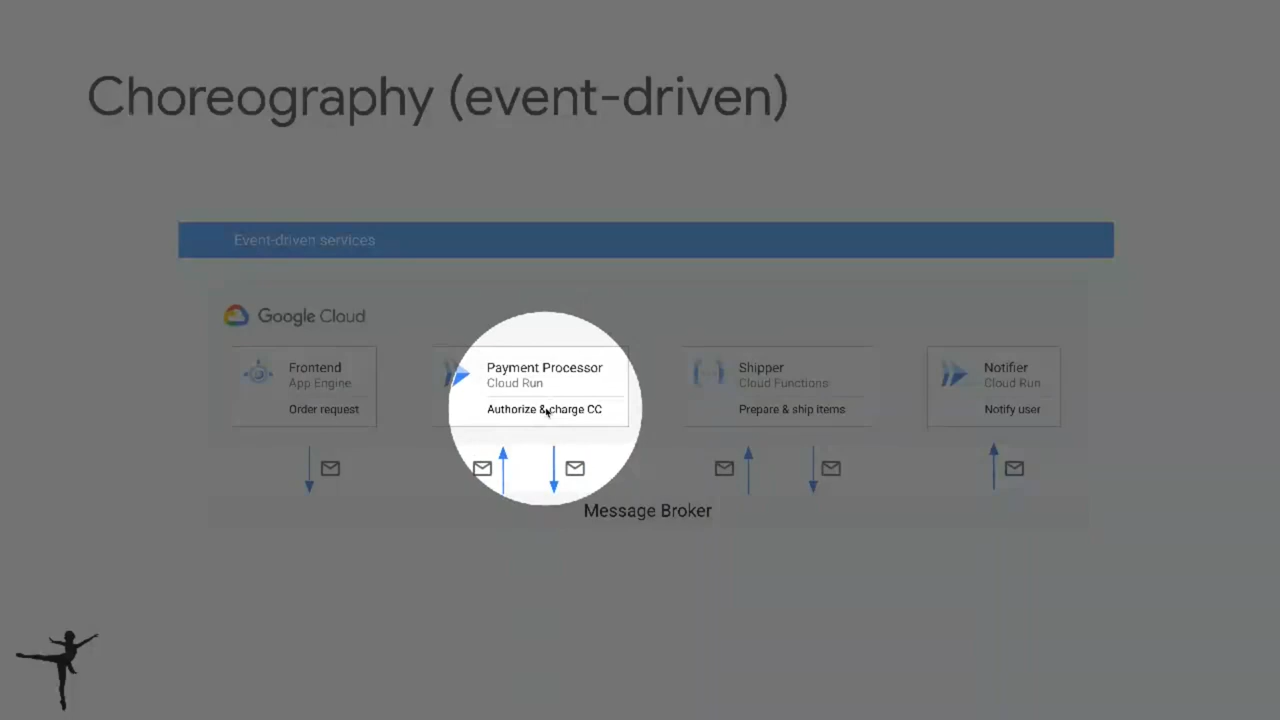 Choreography (event-driven)
Event-driven services
Google Cloud
Frontend
App Engine
Order request
Payment Processor
Cloud Run
Authorize & charge CC
Shipper
Cloud Functions
Prepare & ship items
Notifier
Cloud Run
Notify user
Message Broker